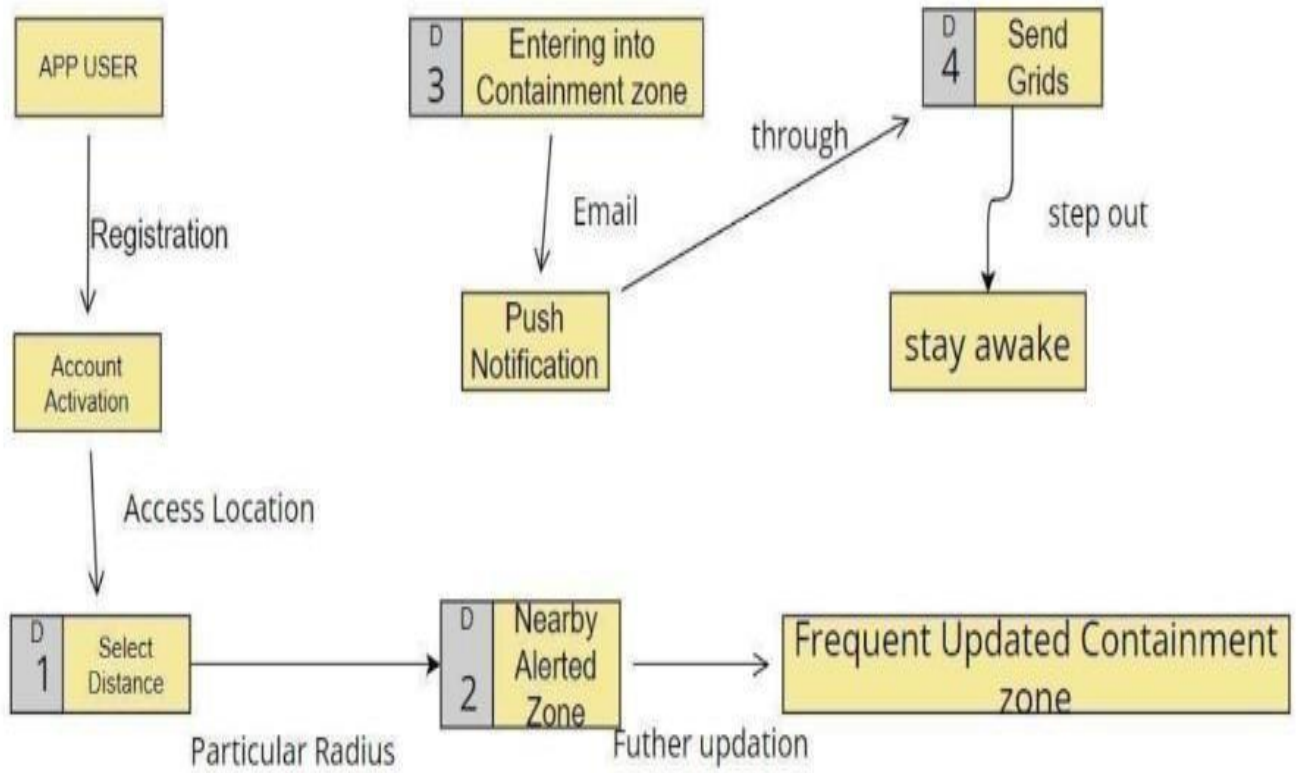 APP USER
Registration
Account
Activation
Access Location
D
1
Select
Distance
Particular Radius
D
2
Nearby
Alerted
Zone
Futher updation
Frequent Updated Containment
zone
D
3
Entering into
Containment zone
Email
Push
Notification
through
D
4
Send
Grids
step out
stay awake